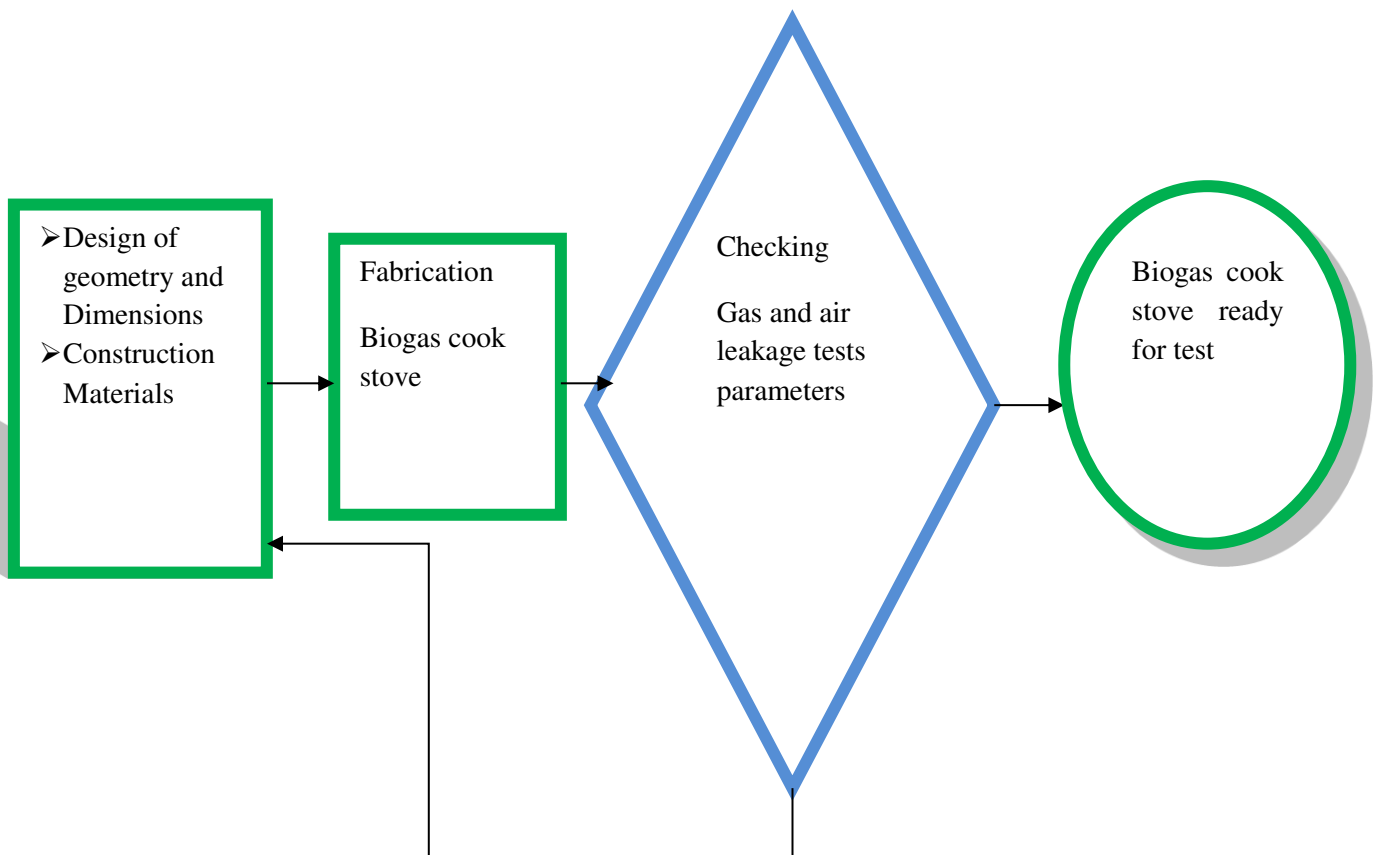 ➢Design of
geometry and
Dimensions
➢Construction
Materials
Fabrication
Biogas cook
stove
Checking
Gas and air
leakage tests
parameters
Biogas cook
stove ready
for test